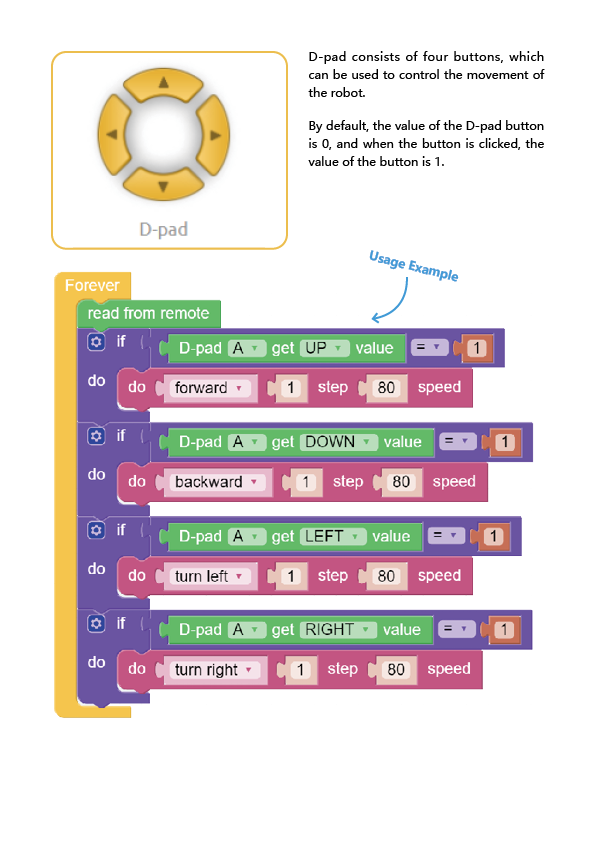 D-pad consists of four buttons, which
can be used to control the movement of
the robot.
By default, the value of the D-pad button
is 0, and when the button is clicked, the
value of the button is 1.
D-pad
Usage Example
Forever
read from remote
if D-pad A get UP value = 1
do do forward 1 step 80 speed
if D-pad A get DOWN value = 1
do do backward 1 step 80 speed
if D-pad A get LEFT value = 1
do do turn left 1 step 80 speed
if D-pad A get RIGHT value = 1
do do turn right 1 step 80 speed